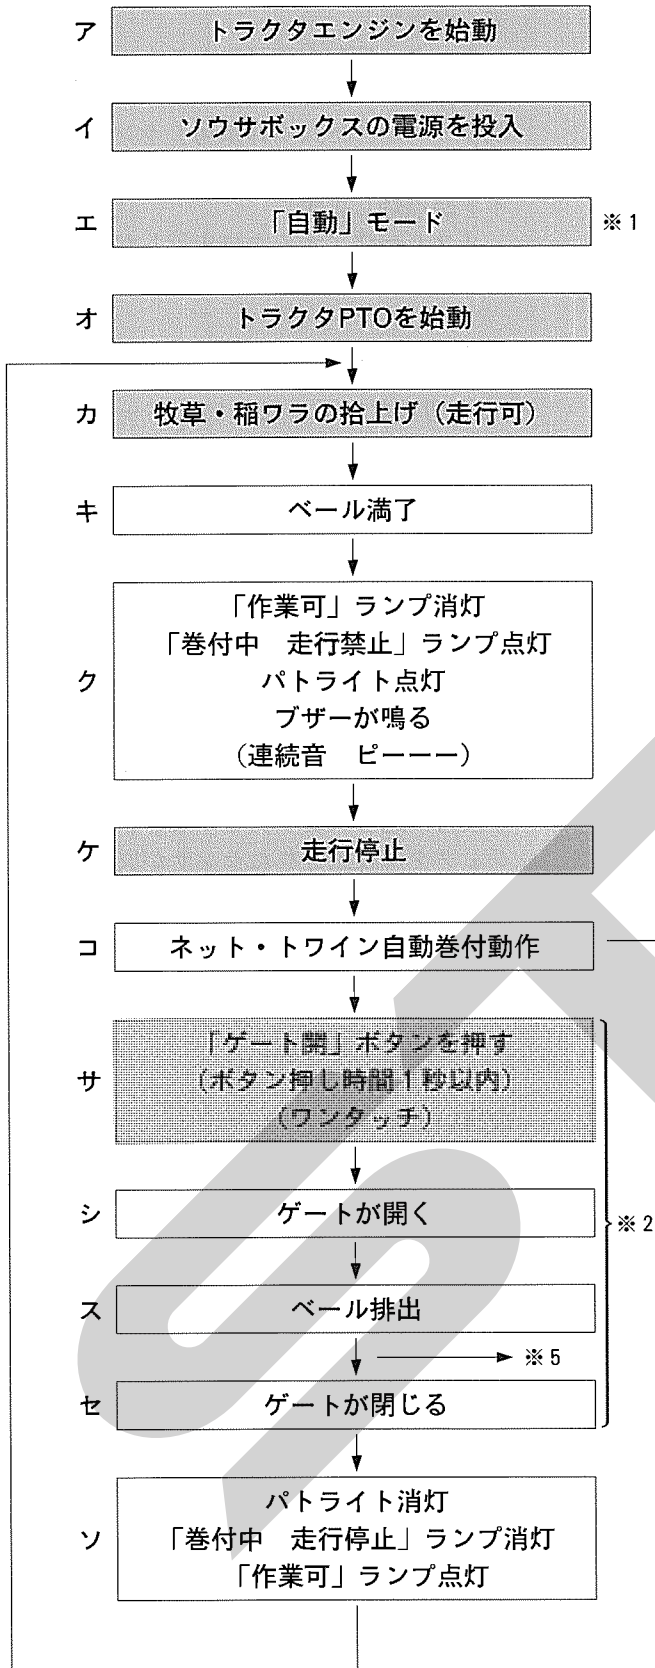 ア トラクタエンジンを始動
イ ソウサボックスの電源を投入
エ 「自動」モード ※1
オ トラクタPTOを始動
カ 牧草・稲ワラの拾上げ（走行可）
キ ベール満了
「作業可」ランプ消灯
「巻付中　走行禁止」ランプ点灯
ク パトライト点灯
ブザーが鳴る
（連続音　ピーーー）
ケ 走行停止
コ ネット・トワイン自動巻付動作
「ゲート開」ボタンを押す
サ （ボタン押し時間１秒以内）
（ワンタッチ）
シ ゲートが開く ※2
ス ベール排出
※5
セ ゲートが閉じる
パトライト消灯
ソ 「巻付中　走行停止」ランプ消灯
「作業可」ランプ点灯